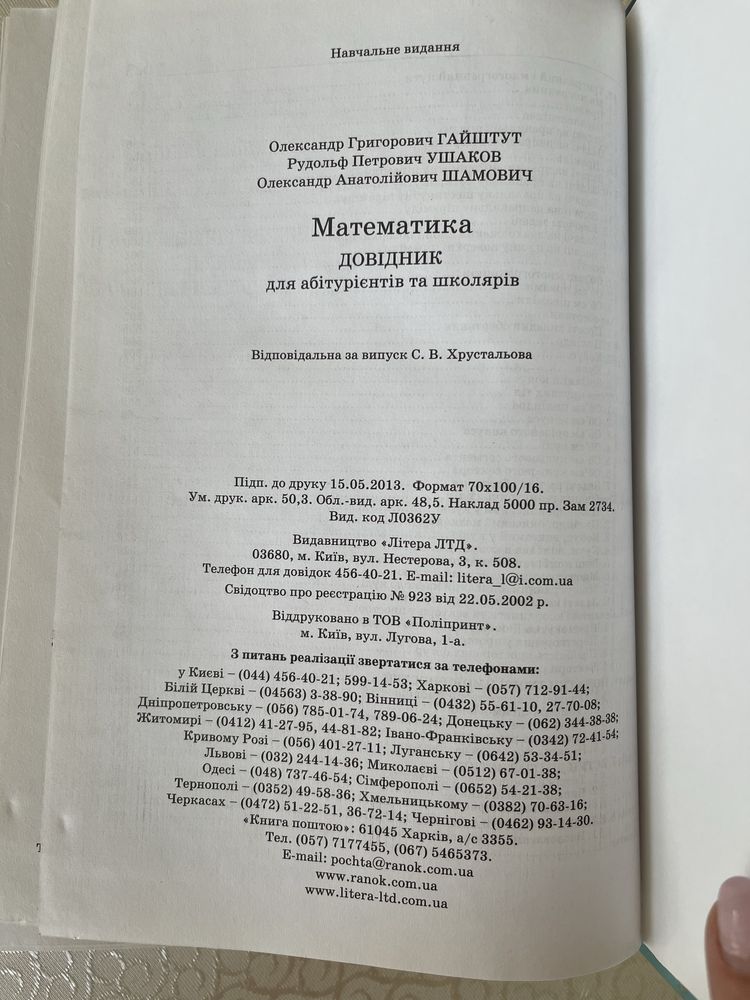 Навчальне видання
Олександр Григорович ГАЙШТУТ
Рудольф Петрович УШАКОВ
Олександр Анатолійович ШАМОВИЧ
Математика
ДОВІДНИК
для абітурієнтів та школярів
Відповідальна за випуск С. В. Хрустальова
Підп. до друку 15.05.2013. Формат 70х100/16.
Ум. друк. арк. 50,3. Обл.-вид. арк. 48,5. Наклад 5000 пр. Зам 2734.
Вид. код Л0362У
Видавництво «Літера ЛТД».
03680, м. Київ, вул. Нестерова, 3, к. 508.
Телефон для довідок 456-40-21. E-mail: litera_l@i.com.ua
Свідоцтво про реєстрацію № 923 від 22.05.2002 р.
Віддруковано в ТОВ «Поліпринт».
м. Київ, вул. Лугова, 1-а.
З питань реалізації звертатися за телефонами:
у Києві – (044) 456-40-21; 599-14-53; Харкові – (057) 712-91-44;
Білій Церкві – (04563) 3-38-90; Вінниці – (0432) 55-61-10, 27-70-08;
Дніпропетровську – (056) 785-01-74, 789-06-24; Донецьку – (062) 344-38-38;
Житомирі – (0412) 41-27-95, 44-81-82; Івано-Франківську – (0342) 72-41-54;
Кривому Розі – (056) 401-27-11; Луганську – (0642) 53-34-51;
Львові – (032) 244-14-36; Миколаєві – (0512) 67-01-38;
Одесі – (048) 737-46-54; Сімферополі – (0652) 54-21-38;
Тернополі – (0352) 49-58-36; Хмельницькому – (0382) 70-63-16;
Черкасах – (0472) 51-22-51, 36-72-14; Чернігові – (0462) 93-14-30.
«Книга поштою»: 61045 Харків, а/с 3355.
Тел. (057) 7177455, (067) 5465373.
E-mail: pochta@ranok.com.ua
www.ranok.com.ua
www.litera-ltd.com.ua